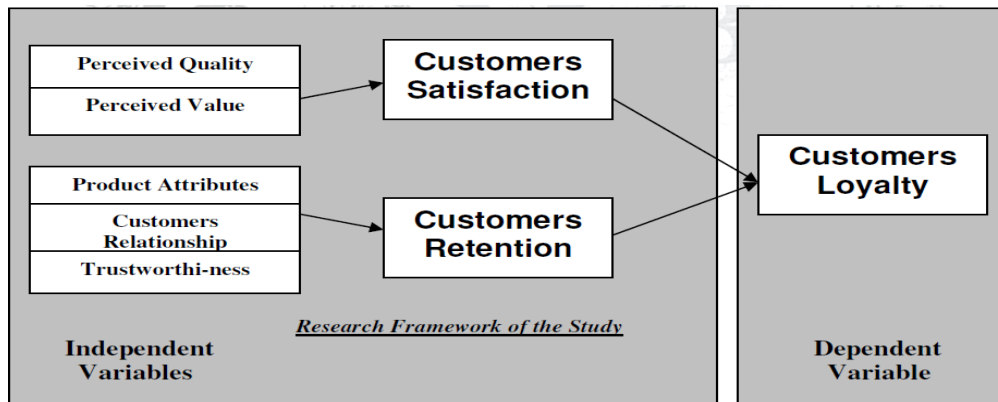 Perceived Quality
Perceived Value
Customers
Satisfaction
Product Attributes
Customers
Relationship
Trustworthi-ness
Customers
Retention
Customers
Loyalty
Research Framework of the Study
Independent
Variables
Dependent
Variable